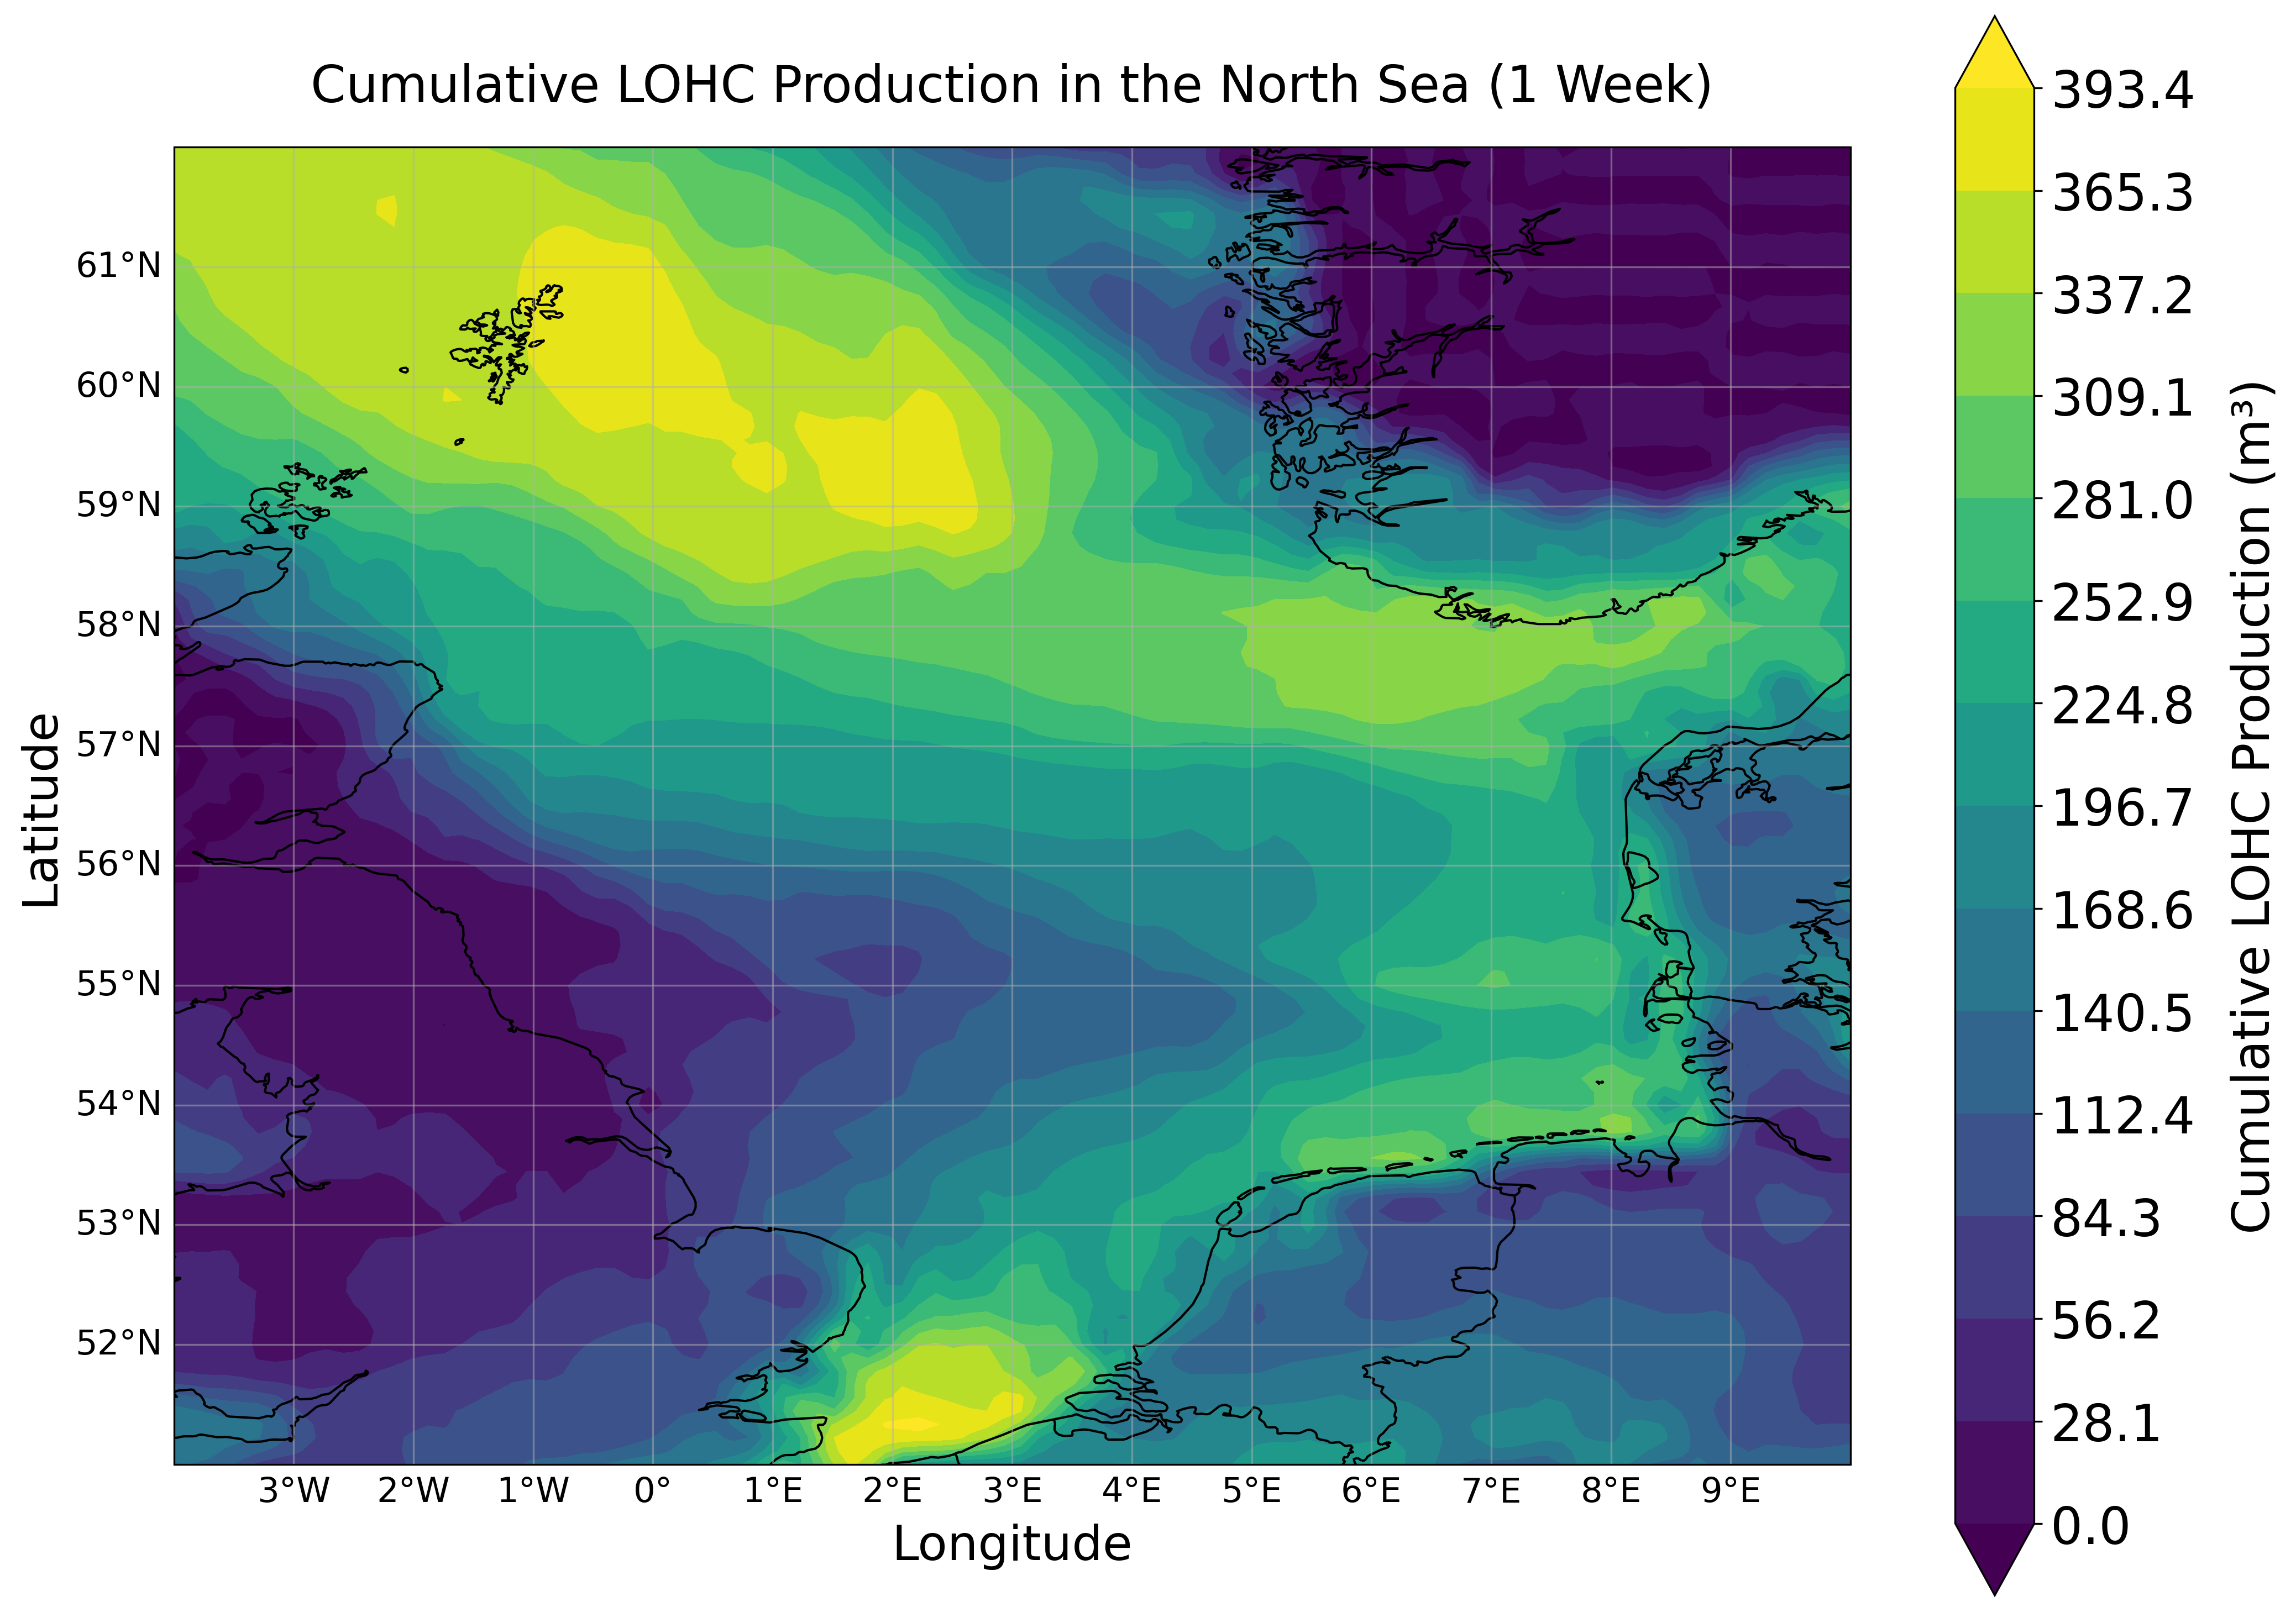 Cumulative LOHC Production in the North Sea (1 Week)
61°N
60°N
59°N
58°N
57°N
56°N
55°N
54°N
53°N
52°N
Latitude
3°W 2°W 1°W 0° 1°E 2°E 3°E 4°E 5°E 6°E 7°E 8°E 9°E
Longitude
393.4
365.3
337.2
309.1
281.0
252.9
224.8
196.7
168.6
140.5
112.4
84.3
56.2
28.1
0.0
Cumulative LOHC Production (m³)